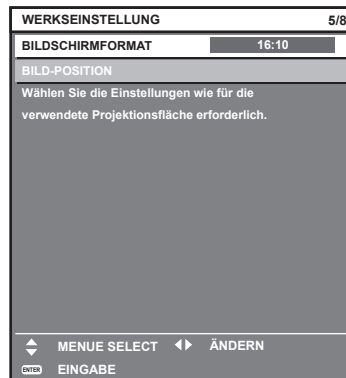 WERKSEINSTELLUNG 5/8
BILDSCHIRMFORMAT 16:10
BILD-POSITION
Wählen Sie die Einstellungen wie für die
verwendete Projektionsfläche erforderlich.
MENUE SELECT ÄNDERN
ENTER EINGABE